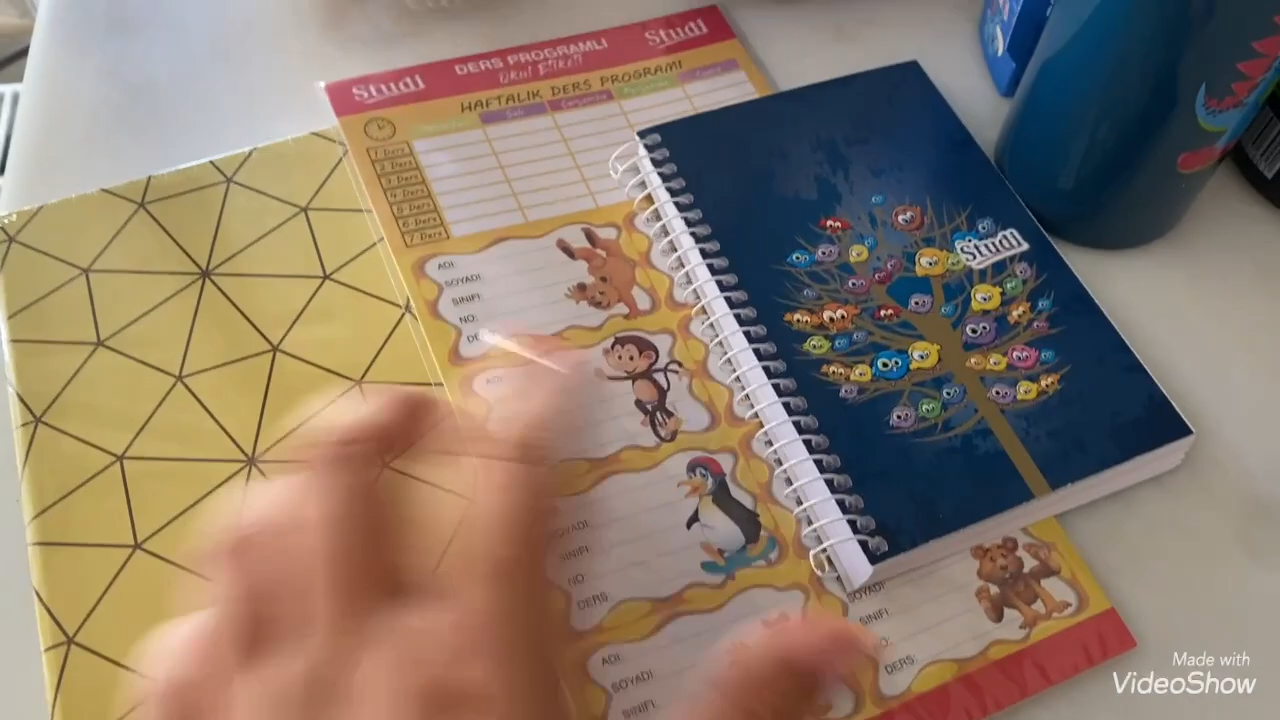 Studi
DERS PROGRAMLI
Okul Etiketi
Studi
HAFTALIK DERS PROGRAMI
Salı
Çarşamba
Perşembe
Cuma
1.Ders
2.Ders
3.Ders
4.Ders
5.Ders
6.Ders
7.Ders
ADI:
SOYADI:
SINIFI:
NO:
ADI:
SOYADI:
SINIFI:
NO:
DERS:
ADI:
SOYADI:
SINIFI:
Studi
SOYADI:
SINIFI:
DERS:
Made with
VideoShow